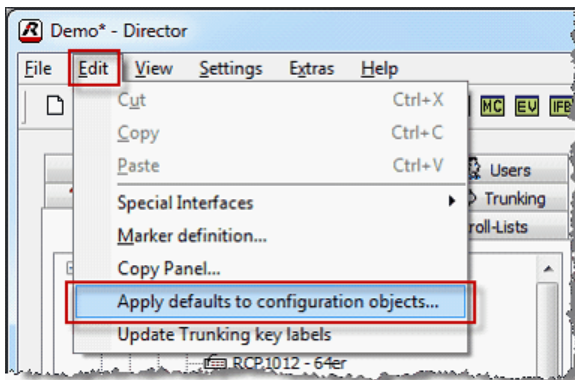 R Demo* - Director
File Edit View Settings Extras Help
MC EV IFB
Cut Ctrl+X
Copy Ctrl+C
Paste Ctrl+V
Users
Special Interfaces
Trunking
Marker definition...
roll-Lists
Copy Panel...
Apply defaults to configuration objects...
Update Trunking key labels
RCP1012 - 64er